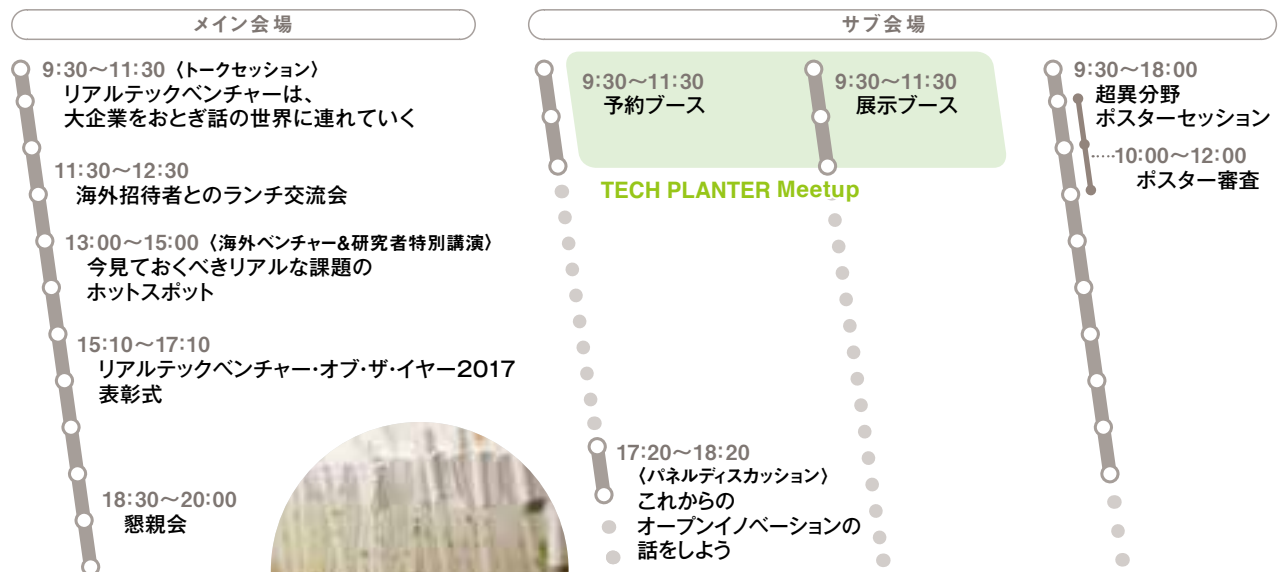 メイン会場
9:30〜11:30〈トークセッション〉
リアルテックベンチャーは、
大企業をおとぎ話の世界に連れていく
11:30〜12:30
海外招待者とのランチ交流会
13:00〜15:00〈海外ベンチャー&研究者特別講演〉
今見ておくべきリアルな課題の
ホットスポット
15:10〜17:10
リアルテックベンチャー・オブ・ザ・イヤー2017
表彰式
18:30〜20:00
懇親会
サブ会場
9:30〜11:30
予約ブース
9:30〜11:30
展示ブース
TECH PLANTER Meetup
17:20〜18:20
〈パネルディスカッション〉
これからの
オープンイノベーションの
話をしよう
9:30〜18:00
超異分野
ポスターセッション
10:00〜12:00
ポスター審査